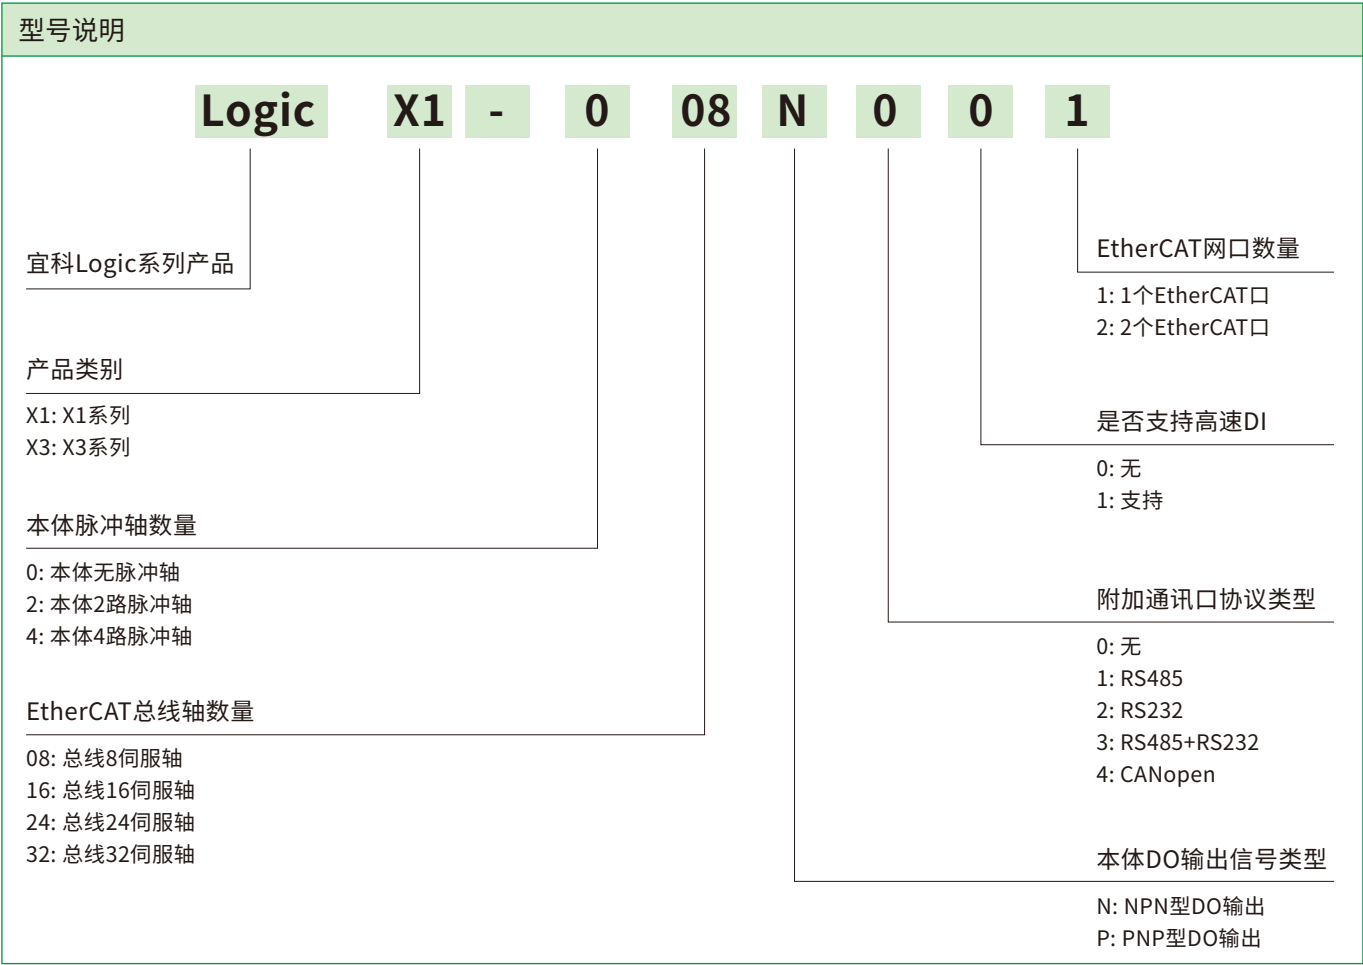 型号说明
Logic X1 - 0 08 N 0 0 1
宜科Logic系列产品
产品类别
X1: X1系列
X3: X3系列
本体脉冲轴数量
0: 本体无脉冲轴
2: 本体2路脉冲轴
4: 本体4路脉冲轴
EtherCAT总线轴数量
08: 总线8伺服轴
16: 总线16伺服轴
24: 总线24伺服轴
32: 总线32伺服轴
EtherCAT网口数量
1: 1个EtherCAT口
2: 2个EtherCAT口
是否支持高速DI
0: 无
1: 支持
附加通讯口协议类型
0: 无
1: RS485
2: RS232
3: RS485+RS232
4: CANopen
本体DO输出信号类型
N: NPN型DO输出
P: PNP型DO输出